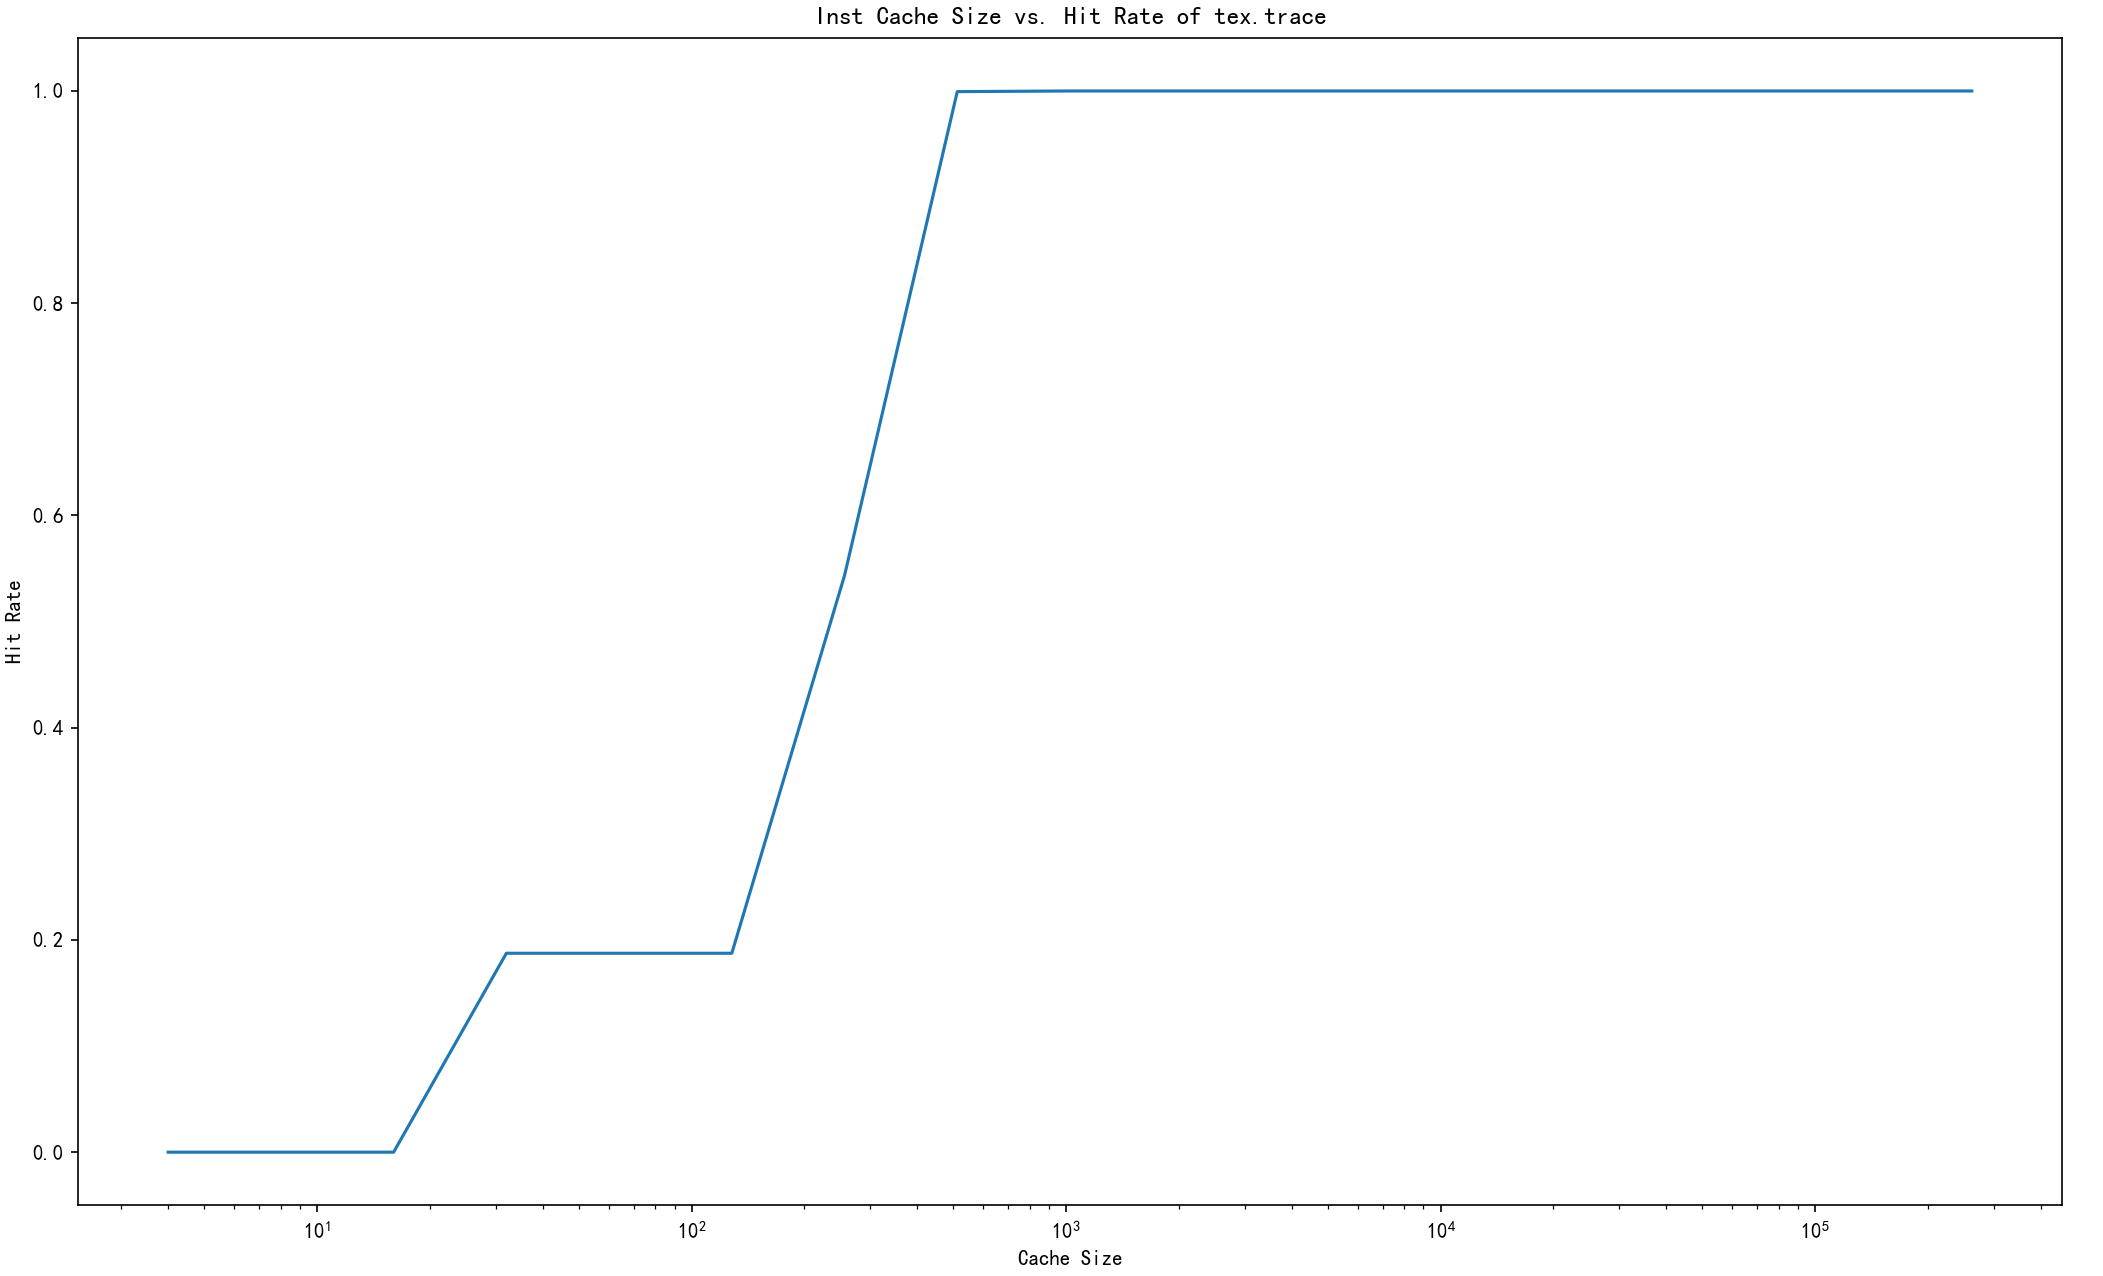 Inst Cache Size vs. Hit Rate of tex.trace
1.0
0.8
0.6
0.4
0.2
0.0
Hit Rate
10¹ 10² 10³ 10⁴ 10⁵
Cache Size